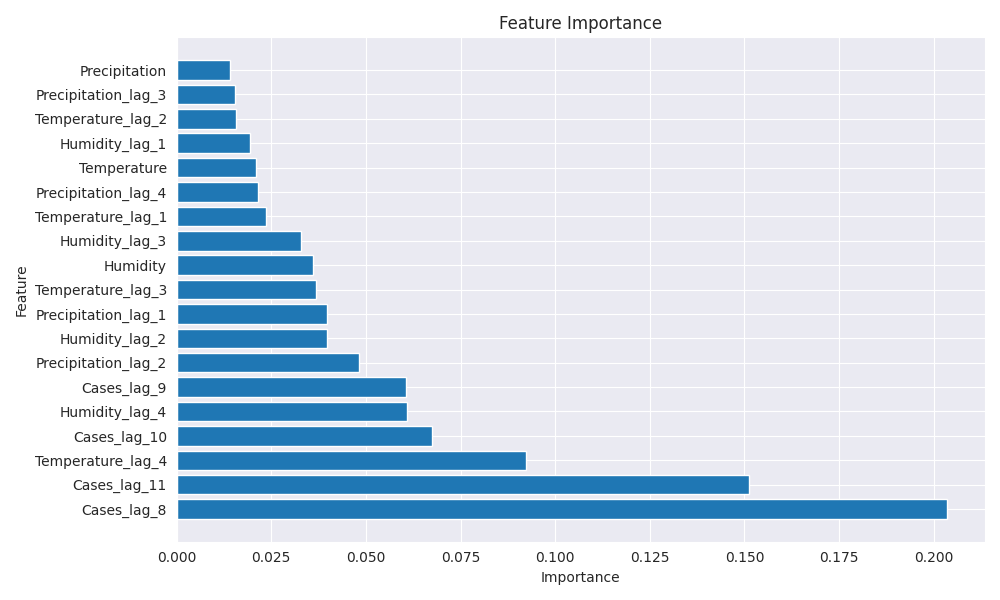 Feature Importance
Feature
Precipitation
Precipitation_lag_3
Temperature_lag_2
Humidity_lag_1
Temperature
Precipitation_lag_4
Temperature_lag_1
Humidity_lag_3
Humidity
Temperature_lag_3
Precipitation_lag_1
Humidity_lag_2
Precipitation_lag_2
Cases_lag_9
Humidity_lag_4
Cases_lag_10
Temperature_lag_4
Cases_lag_11
Cases_lag_8
0.000 0.025 0.050 0.075 0.100 0.125 0.150 0.175 0.200
Importance